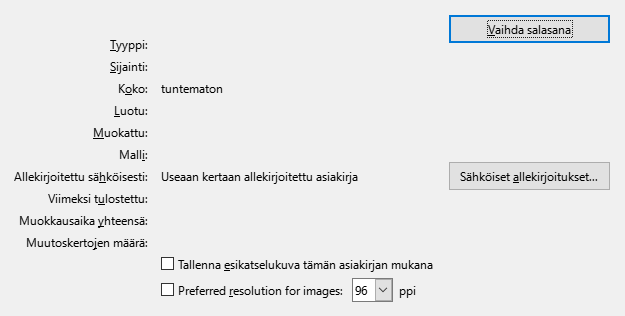 Vaihda salasana
Tyyppi:
Sijainti:
Koko: tuntematon
Luotu:
Muokattu:
Malli:
Allekirjoitettu sähköisesti: Useaan kertaan allekirjoitettu asiakirja Sähköiset allekirjoitukset...
Viimeksi tulostettu:
Muokkausaika yhteensä:
Muutoskertojen määrä:
Tallenna esikatselukuva tämän asiakirjan mukana
Preferred resolution for images: 96 ppi